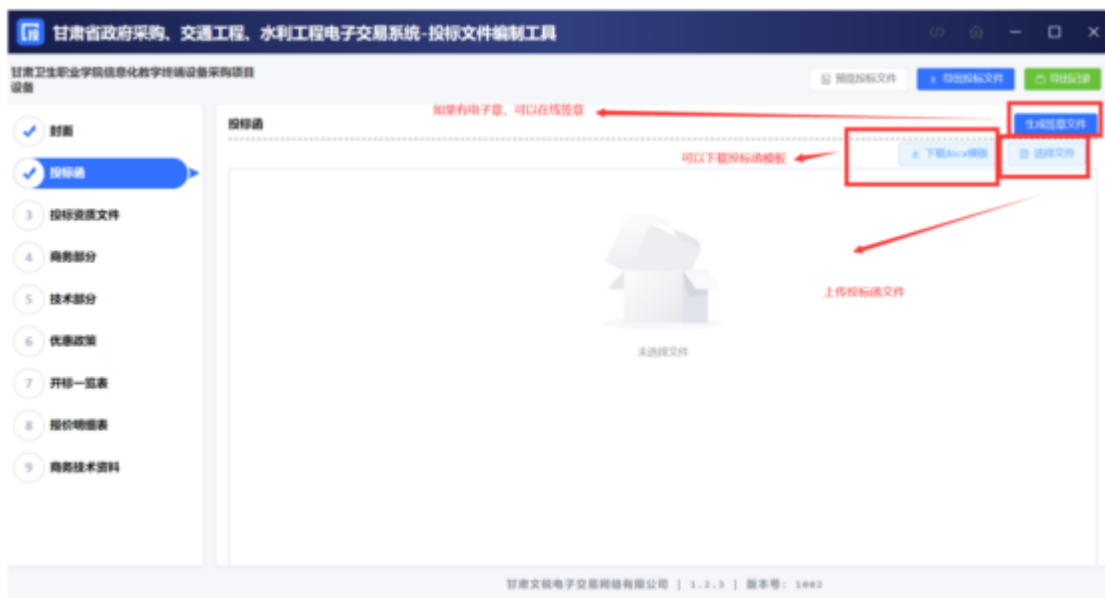 甘肃省政府采购、交通工程、水利工程电子交易系统-投标文件编制工具
甘肃卫生职业学院信息化教学终端设备采购项目
设备
预览投标文件
导出投标文件
导出记录
如果有电子章，可以在线签章
封面
投标函
生成签章文件
可以下载投标函模板
下载docx模版
选择文件
投标函
3 投标资质文件
4 商务部分
5 技术部分
上传投标函文件
6 优惠政策
未选择文件
7 开标一览表
8 报价明细表
9 商务技术资料
甘肃文锐电子交易网络有限公司 | 1.2.3 | 版本号: 1002